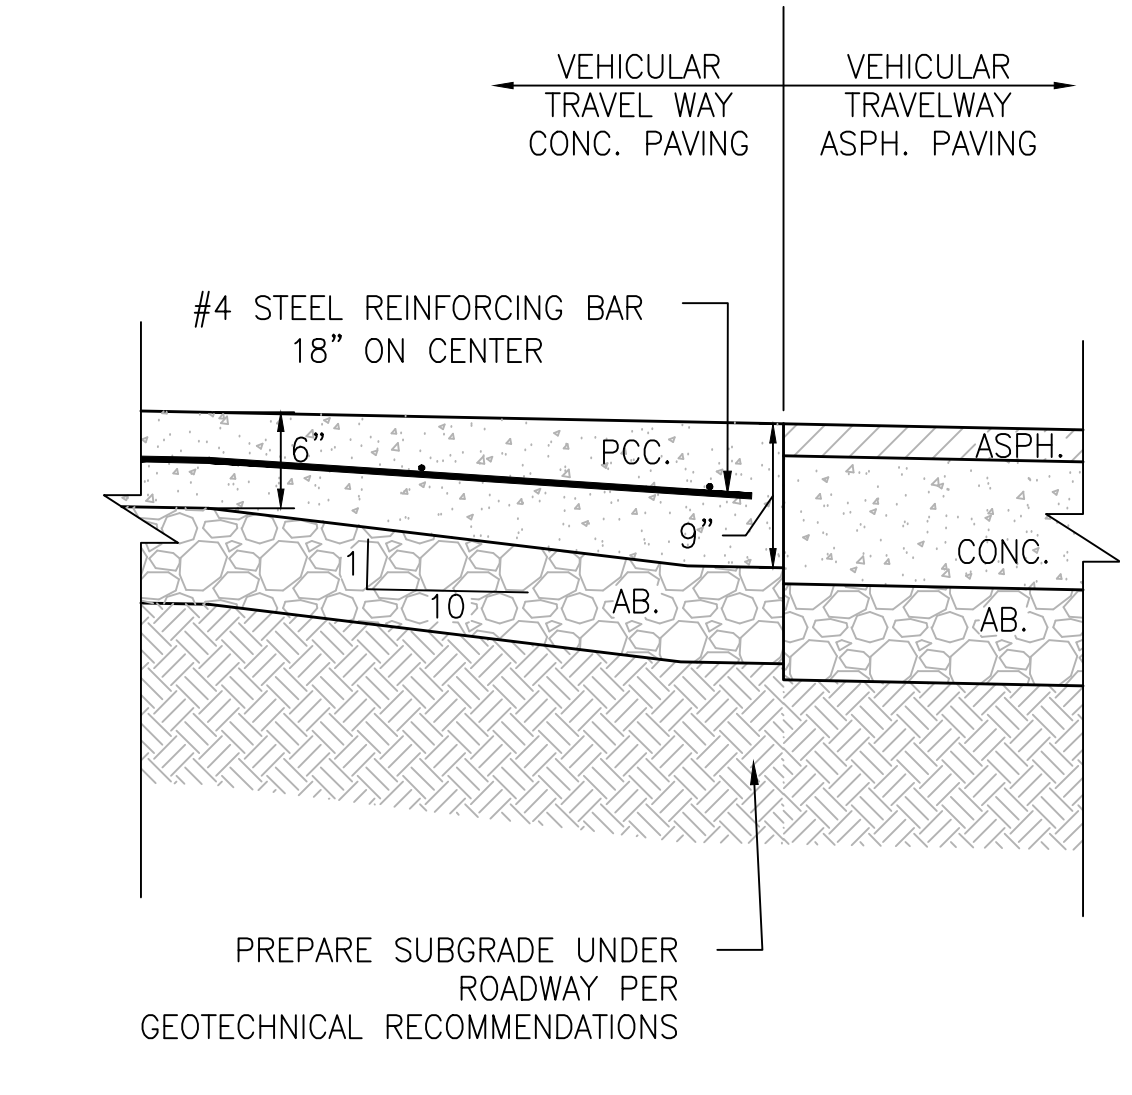 VEHICULAR
TRAVEL WAY
CONC. PAVING
VEHICULAR
TRAVELWAY
ASPH. PAVING
#4 STEEL REINFORCING BAR
18” ON CENTER
6”
PCC.
ASPH.
9”
CONC.
1
10
AB.
AB.
PREPARE SUBGRADE UNDER
ROADWAY PER
GEOTECHNICAL RECOMMENDATIONS